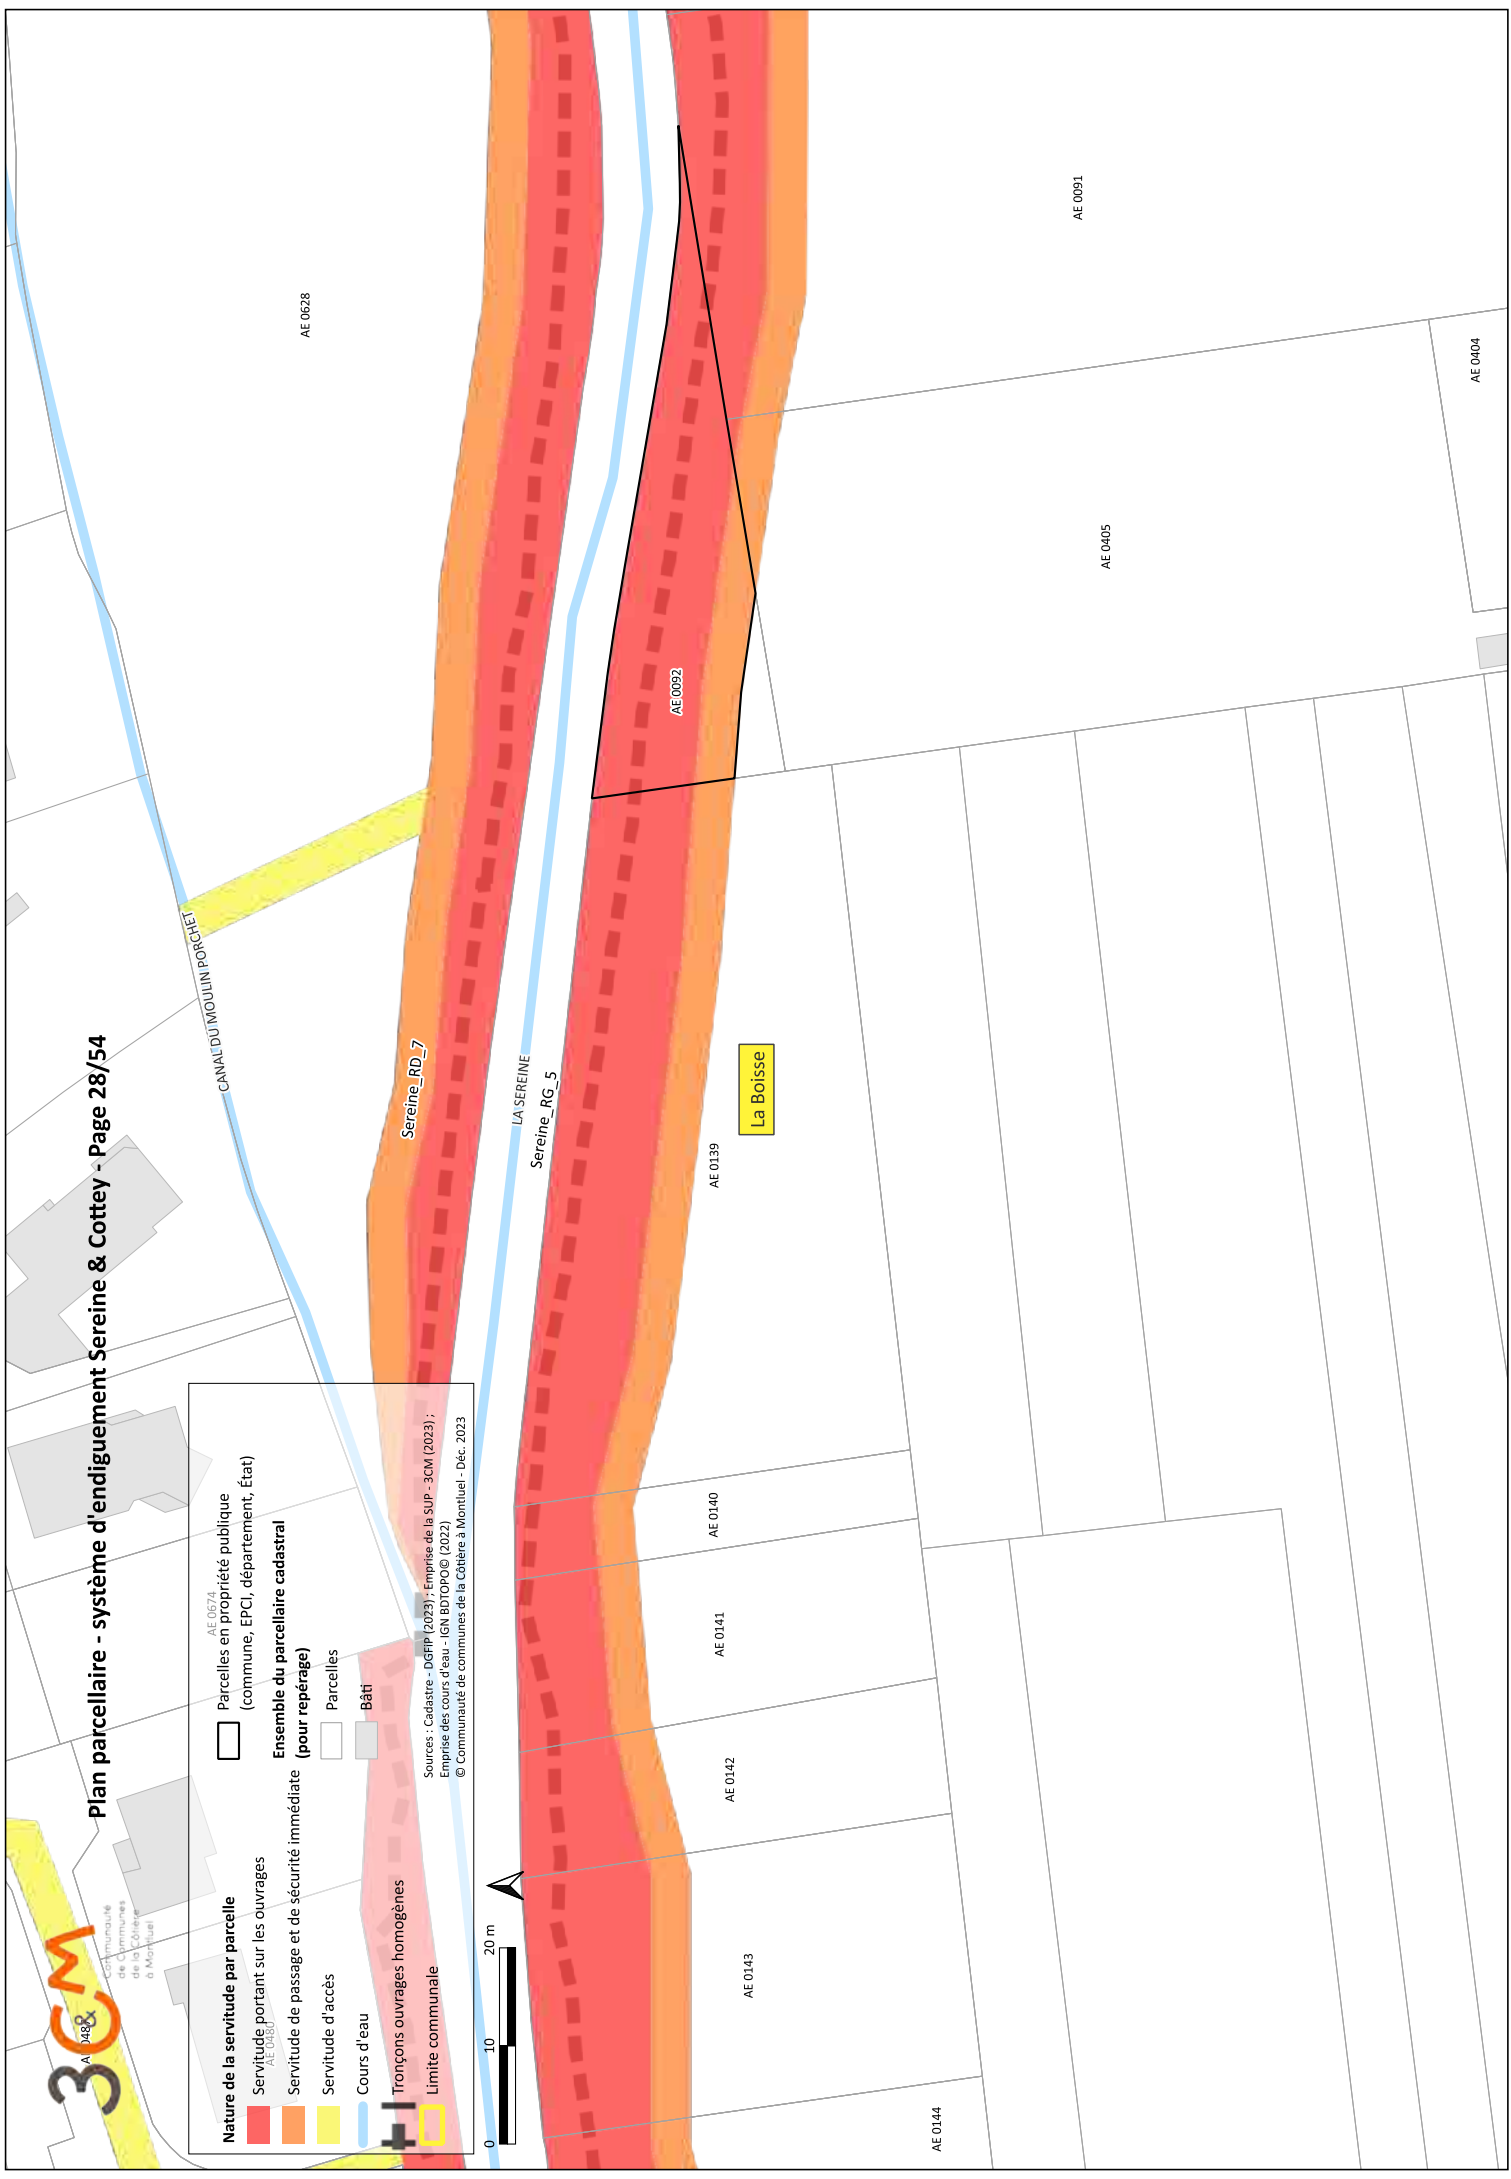 Plan parcellaire - système d'endiguement Sereine & Cottey - Page 28/54
3CM
Communauté
de Communes
de la Côtière
à Montluel
Nature de la servitude par parcelle
Servitude portant sur les ouvrages
Servitude de passage et de sécurité immédiate
Servitude d'accès
Cours d'eau
Tronçons ouvrages homogènes
Limite communale
Parcelles en propriété publique
(commune, EPCI, département, État)
Ensemble du parcellaire cadastral
(pour repérage)
Parcelles
Bâti
Sources : Cadastre - DGFIP (2023) ; Emprise de la SUP - 3CM (2023) ;
Emprise des cours d'eau - IGN BDTOPO© (2022)
© Communauté de communes de la Côtière à Montluel - Déc. 2023
0 10 20 m
AE 0674
AE 0480
CANAL DU MOULIN PORCHET
AE 0628
Sereine_RD_7
LA SEREINE
Sereine_RG_5
La Boisse
AE 0092
AE 0091
AE 0404
AE 0405
AE 0139
AE 0140
AE 0141
AE 0142
AE 0143
AE 0144